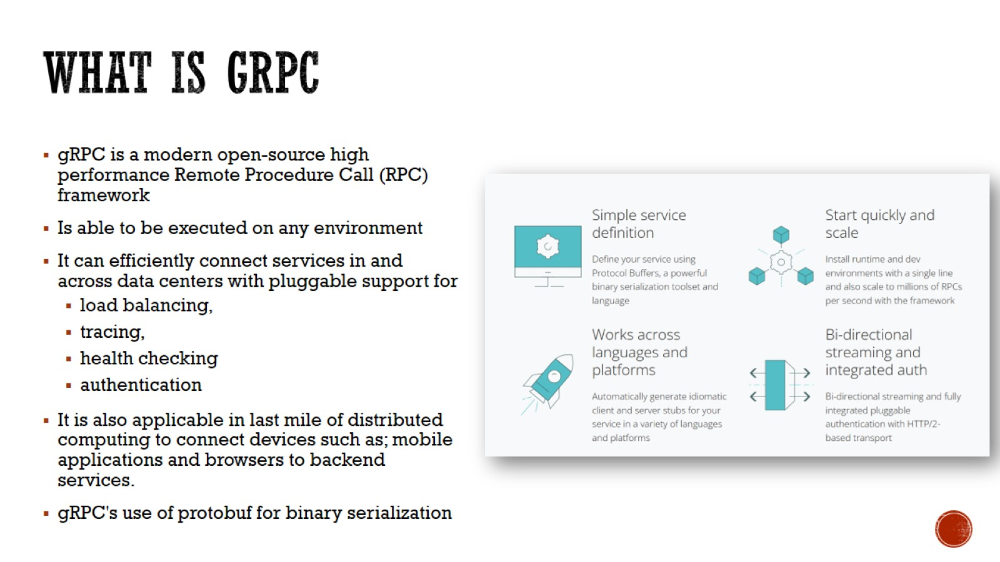 WHAT IS GRPC
gRPC is a modern open-source high
performance Remote Procedure Call (RPC)
framework
Is able to be executed on any environment
It can efficiently connect services in and
across data centers with pluggable support for
load balancing,
tracing,
health checking
authentication
It is also applicable in last mile of distributed
computing to connect devices such as; mobile
applications and browsers to backend
services.
gRPC's use of protobuf for binary serialization
Simple service
definition
Define your service using
Protocol Buffers, a powerful
binary serialization toolset and
language
Start quickly and
scale
Install runtime and dev
environments with a single line
and also scale to millions of RPCs
per second with the framework
Works across
languages and
platforms
Automatically generate idiomatic
client and server stubs for your
service in a variety of languages
and platforms
Bi-directional
streaming and
integrated auth
Bi-directional streaming and fully
integrated pluggable
authentication with HTTP/2-
based transport